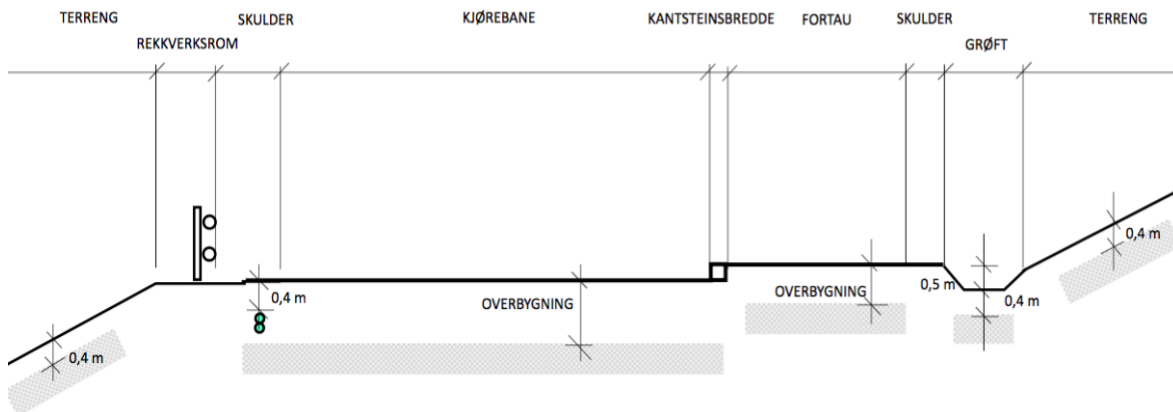 TERRENG
SKULDER
KJØREBANE
KANTSTEINSBREDDE
FORTAU
SKULDER
TERRENG
REKKVERKSROM
GRØFT
0,4 m
0,4 m
OVERBYGNING
OVERBYGNING
0,5 m
0,4 m
0,4 m